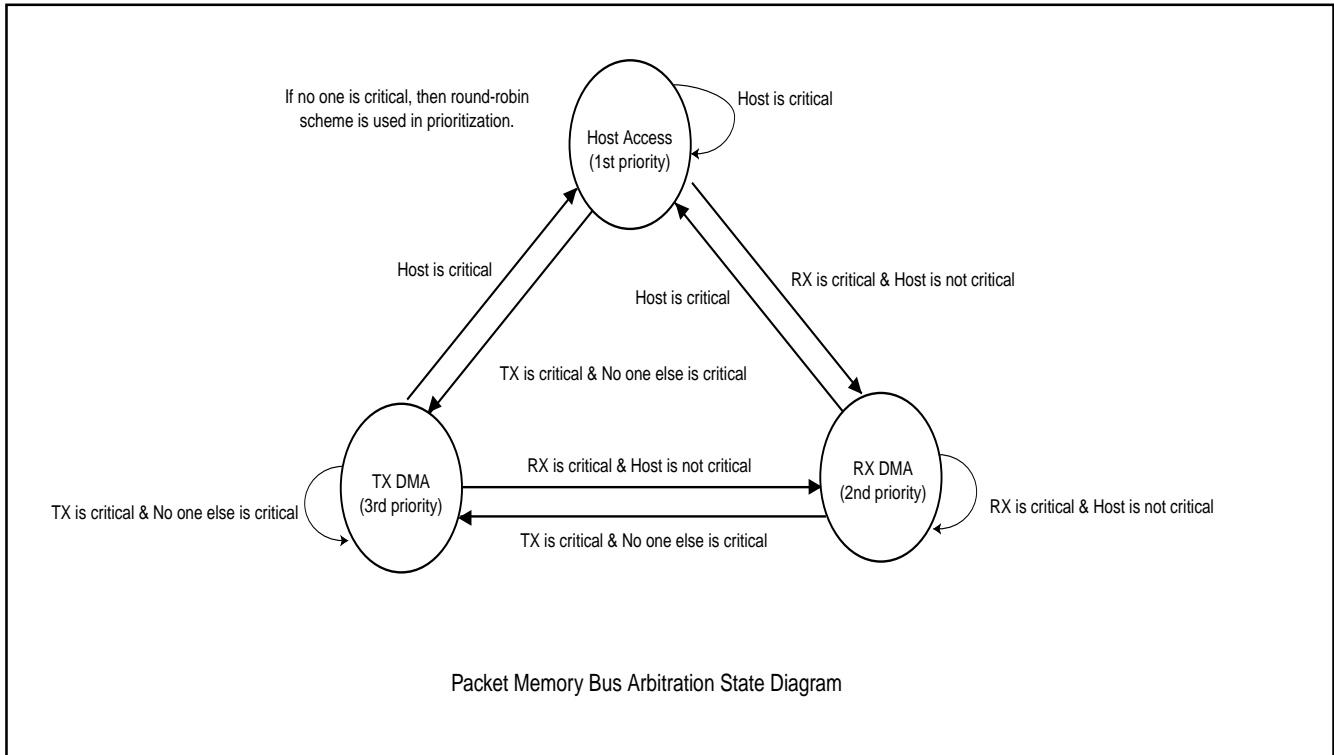 If no one is critical, then round-robin
scheme is used in prioritization.
Host is critical
Host Access
(1st priority)
Host is critical
RX is critical & Host is not critical
Host is critical
TX is critical & No one else is critical
RX is critical & Host is not critical
TX DMA
(3rd priority)
RX DMA
(2nd priority)
TX is critical & No one else is critical
RX is critical & Host is not critical
TX is critical & No one else is critical
Packet Memory Bus Arbitration State Diagram